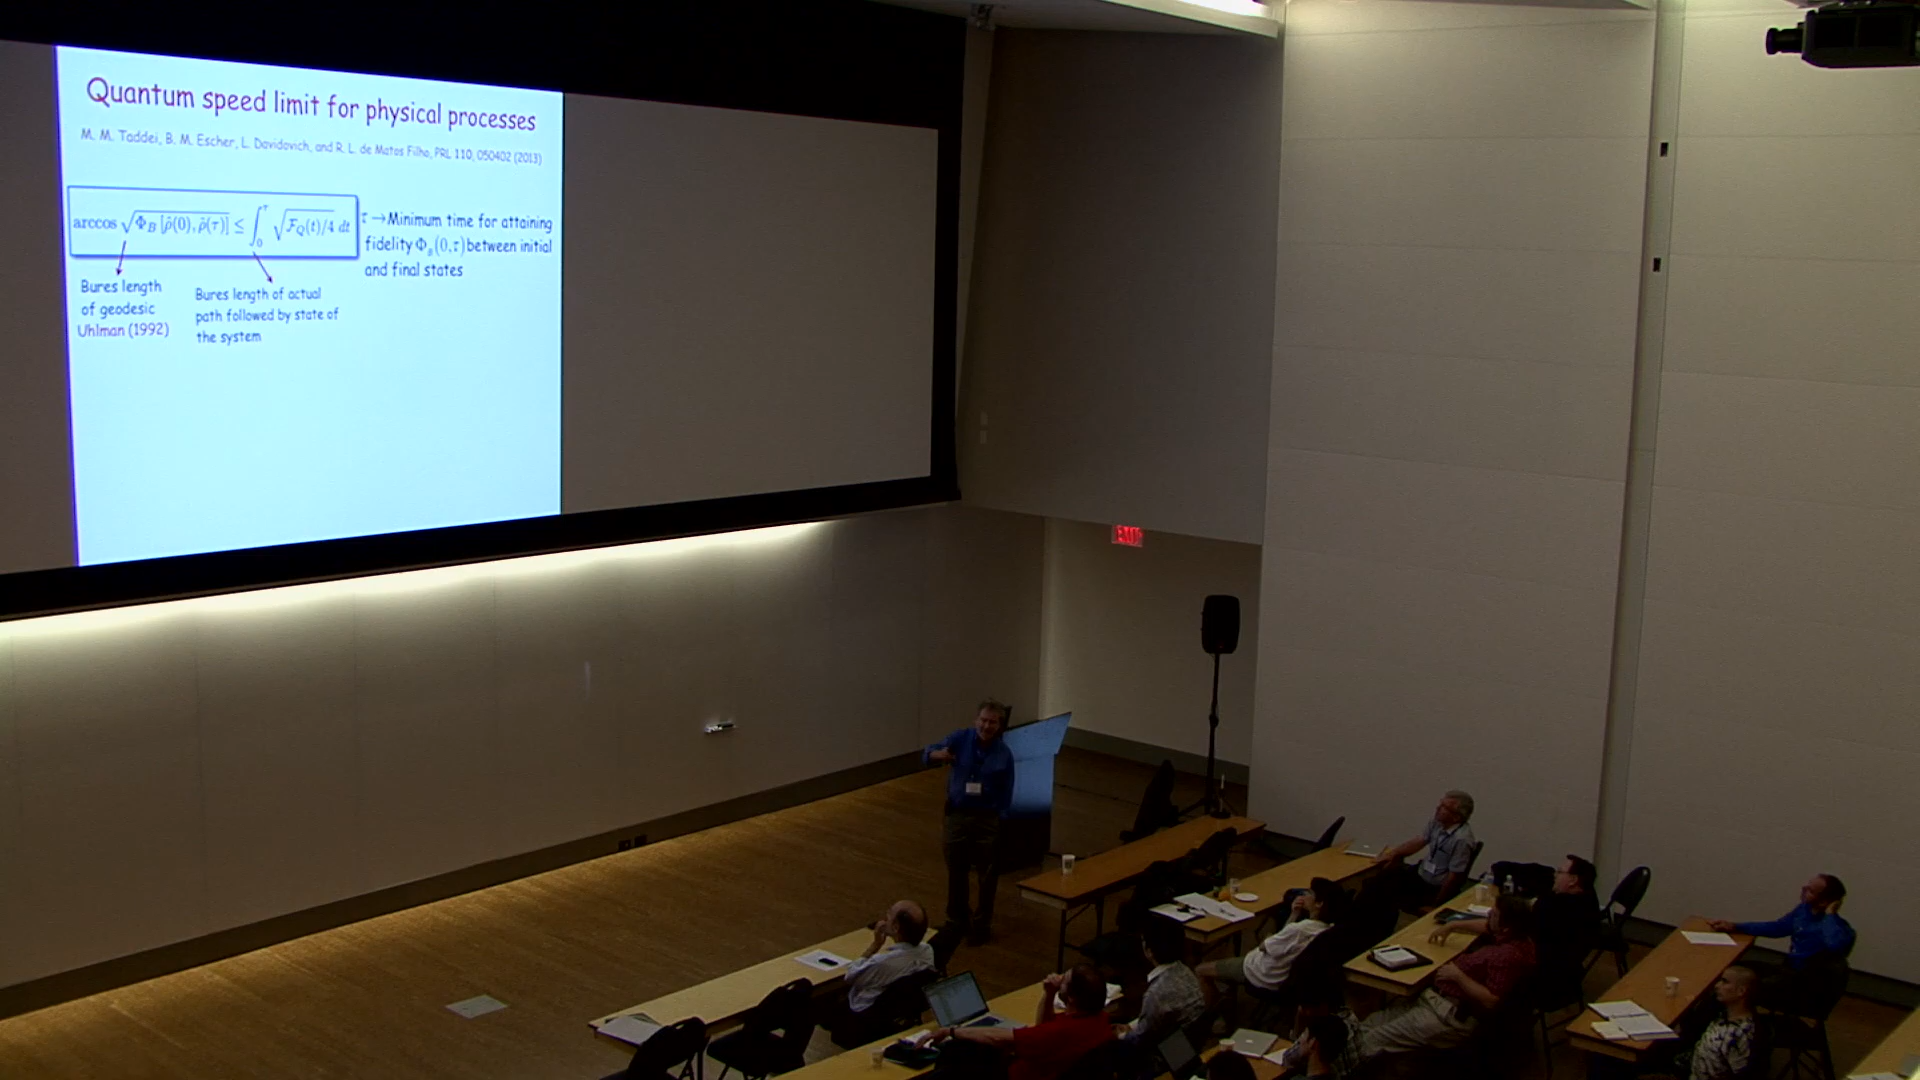 Quantum speed limit for physical processes
M. M. Taddei, B. M. Escher, L. Davidovich, and R. L. de Matos Filho, PRL 110, 050402 (2013)
arccos √Φ_B [ρ̂(0), ρ̂(τ)] ≤ ∫₀^τ √F_Q(t)/4 dt
τ → Minimum time for attaining
fidelity Φ_B(0,τ) between initial
and final states
Bures length
of geodesic
Uhlman (1992)
Bures length of actual
path followed by state of
the system
EXIT